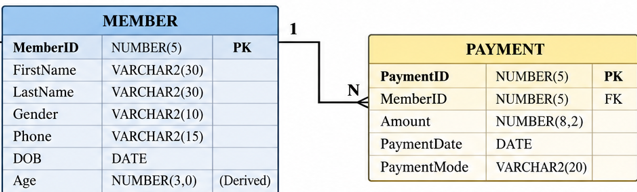 MEMBER
MemberID NUMBER(5) PK
FirstName VARCHAR2(30)
LastName VARCHAR2(30)
Gender VARCHAR2(10)
Phone VARCHAR2(15)
DOB DATE
Age NUMBER(3,0) (Derived)
1
N
PAYMENT
PaymentID NUMBER(5) PK
MemberID NUMBER(5) FK
Amount NUMBER(8,2)
PaymentDate DATE
PaymentMode VARCHAR2(20)